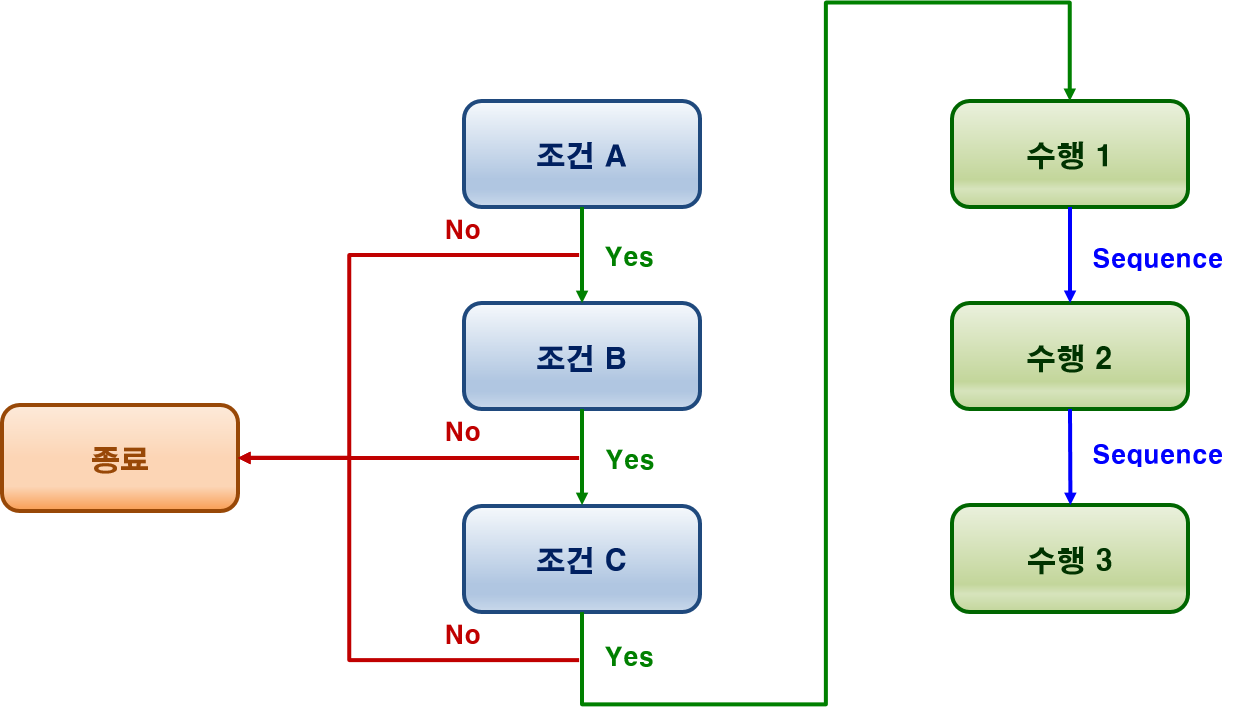 조건 A
No
Yes
조건 B
No
Yes
조건 C
No
Yes
종료
수행 1
Sequence
수행 2
Sequence
수행 3